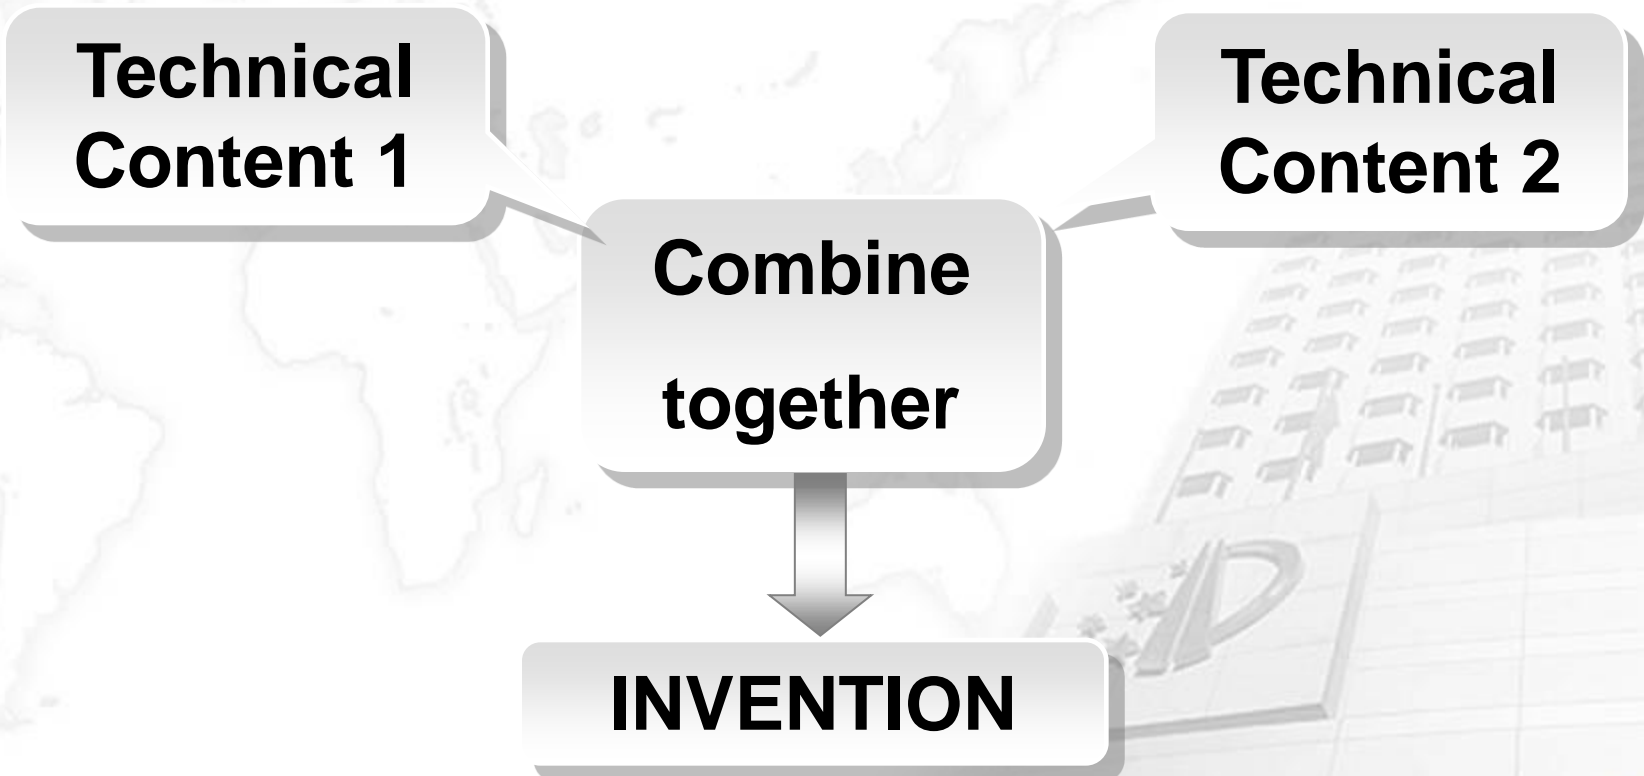 Technical
Content 1
Technical
Content 2
Combine
together
INVENTION